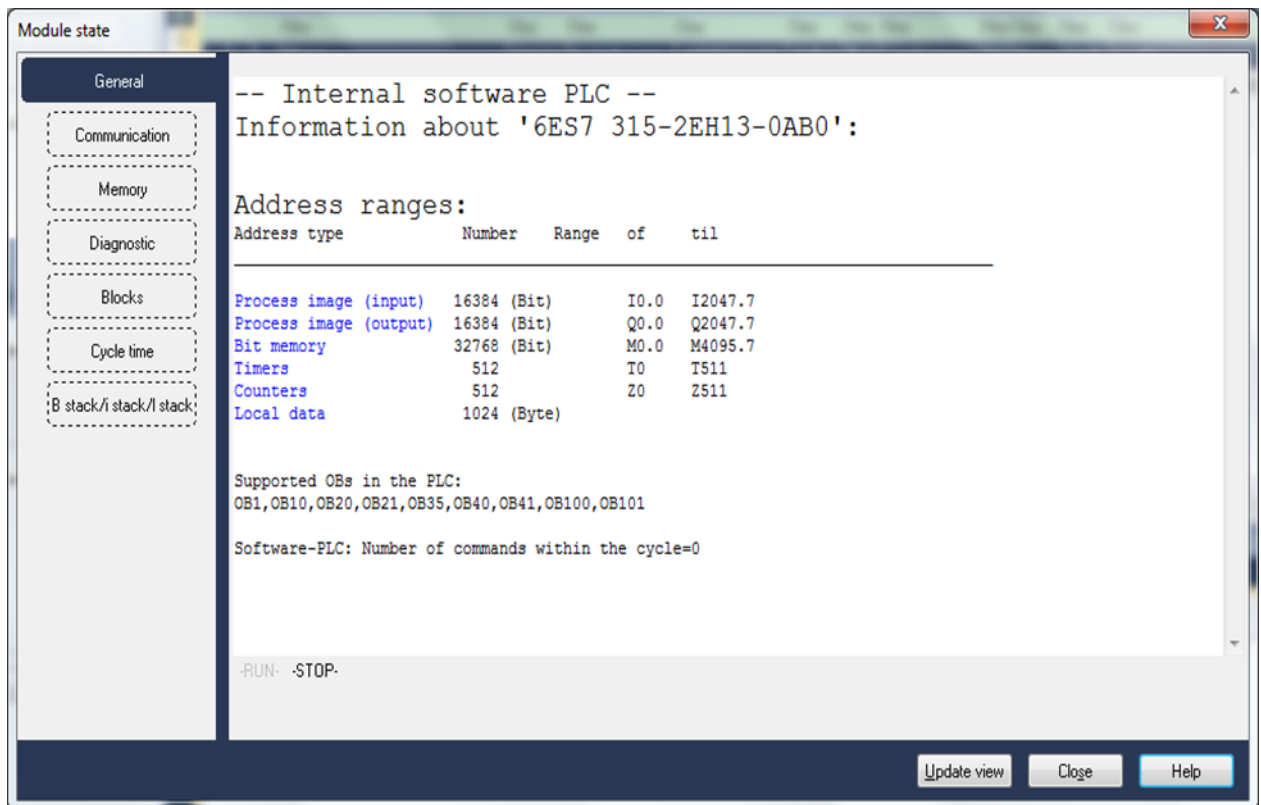 Module state
General
Communication
Memory
Diagnostic
Blocks
Cycle time
B stack/i stack/l stack
-- Internal software PLC --
Information about '6ES7 315-2EH13-0AB0':
Address ranges:
Address type Number Range of til
Process image (input) 16384 (Bit) I0.0 I2047.7
Process image (output) 16384 (Bit) Q0.0 Q2047.7
Bit memory 32768 (Bit) M0.0 M4095.7
Timers 512 T0 T511
Counters 512 Z0 Z511
Local data 1024 (Byte)
Supported OBs in the PLC:
OB1,OB10,OB20,OB21,OB35,OB40,OB41,OB100,OB101
Software-PLC: Number of commands within the cycle=0
-RUN- -STOP-
Update view Close Help